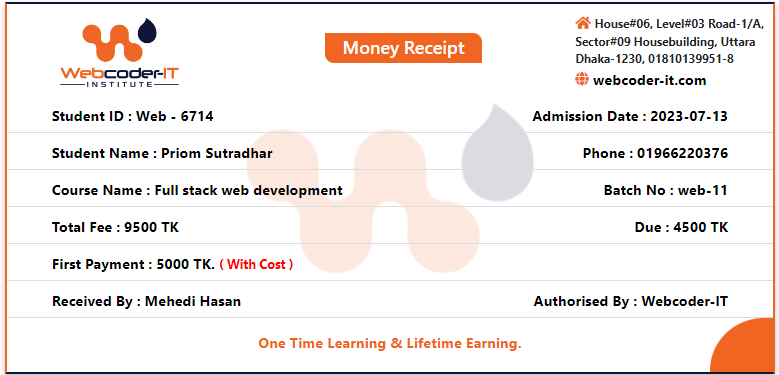 Webcoder-IT
INSTITUTE
Money Receipt
House#06, Level#03 Road-1/A,
Sector#09 Housebuilding, Uttara
Dhaka-1230, 01810139951-8
webcoder-it.com
Student ID : Web - 6714
Admission Date : 2023-07-13
Student Name : Priom Sutradhar
Phone : 01966220376
Course Name : Full stack web development
Batch No : web-11
Total Fee : 9500 TK
Due : 4500 TK
First Payment : 5000 TK. ( With Cost )
Received By : Mehedi Hasan
Authorised By : Webcoder-IT
One Time Learning & Lifetime Earning.